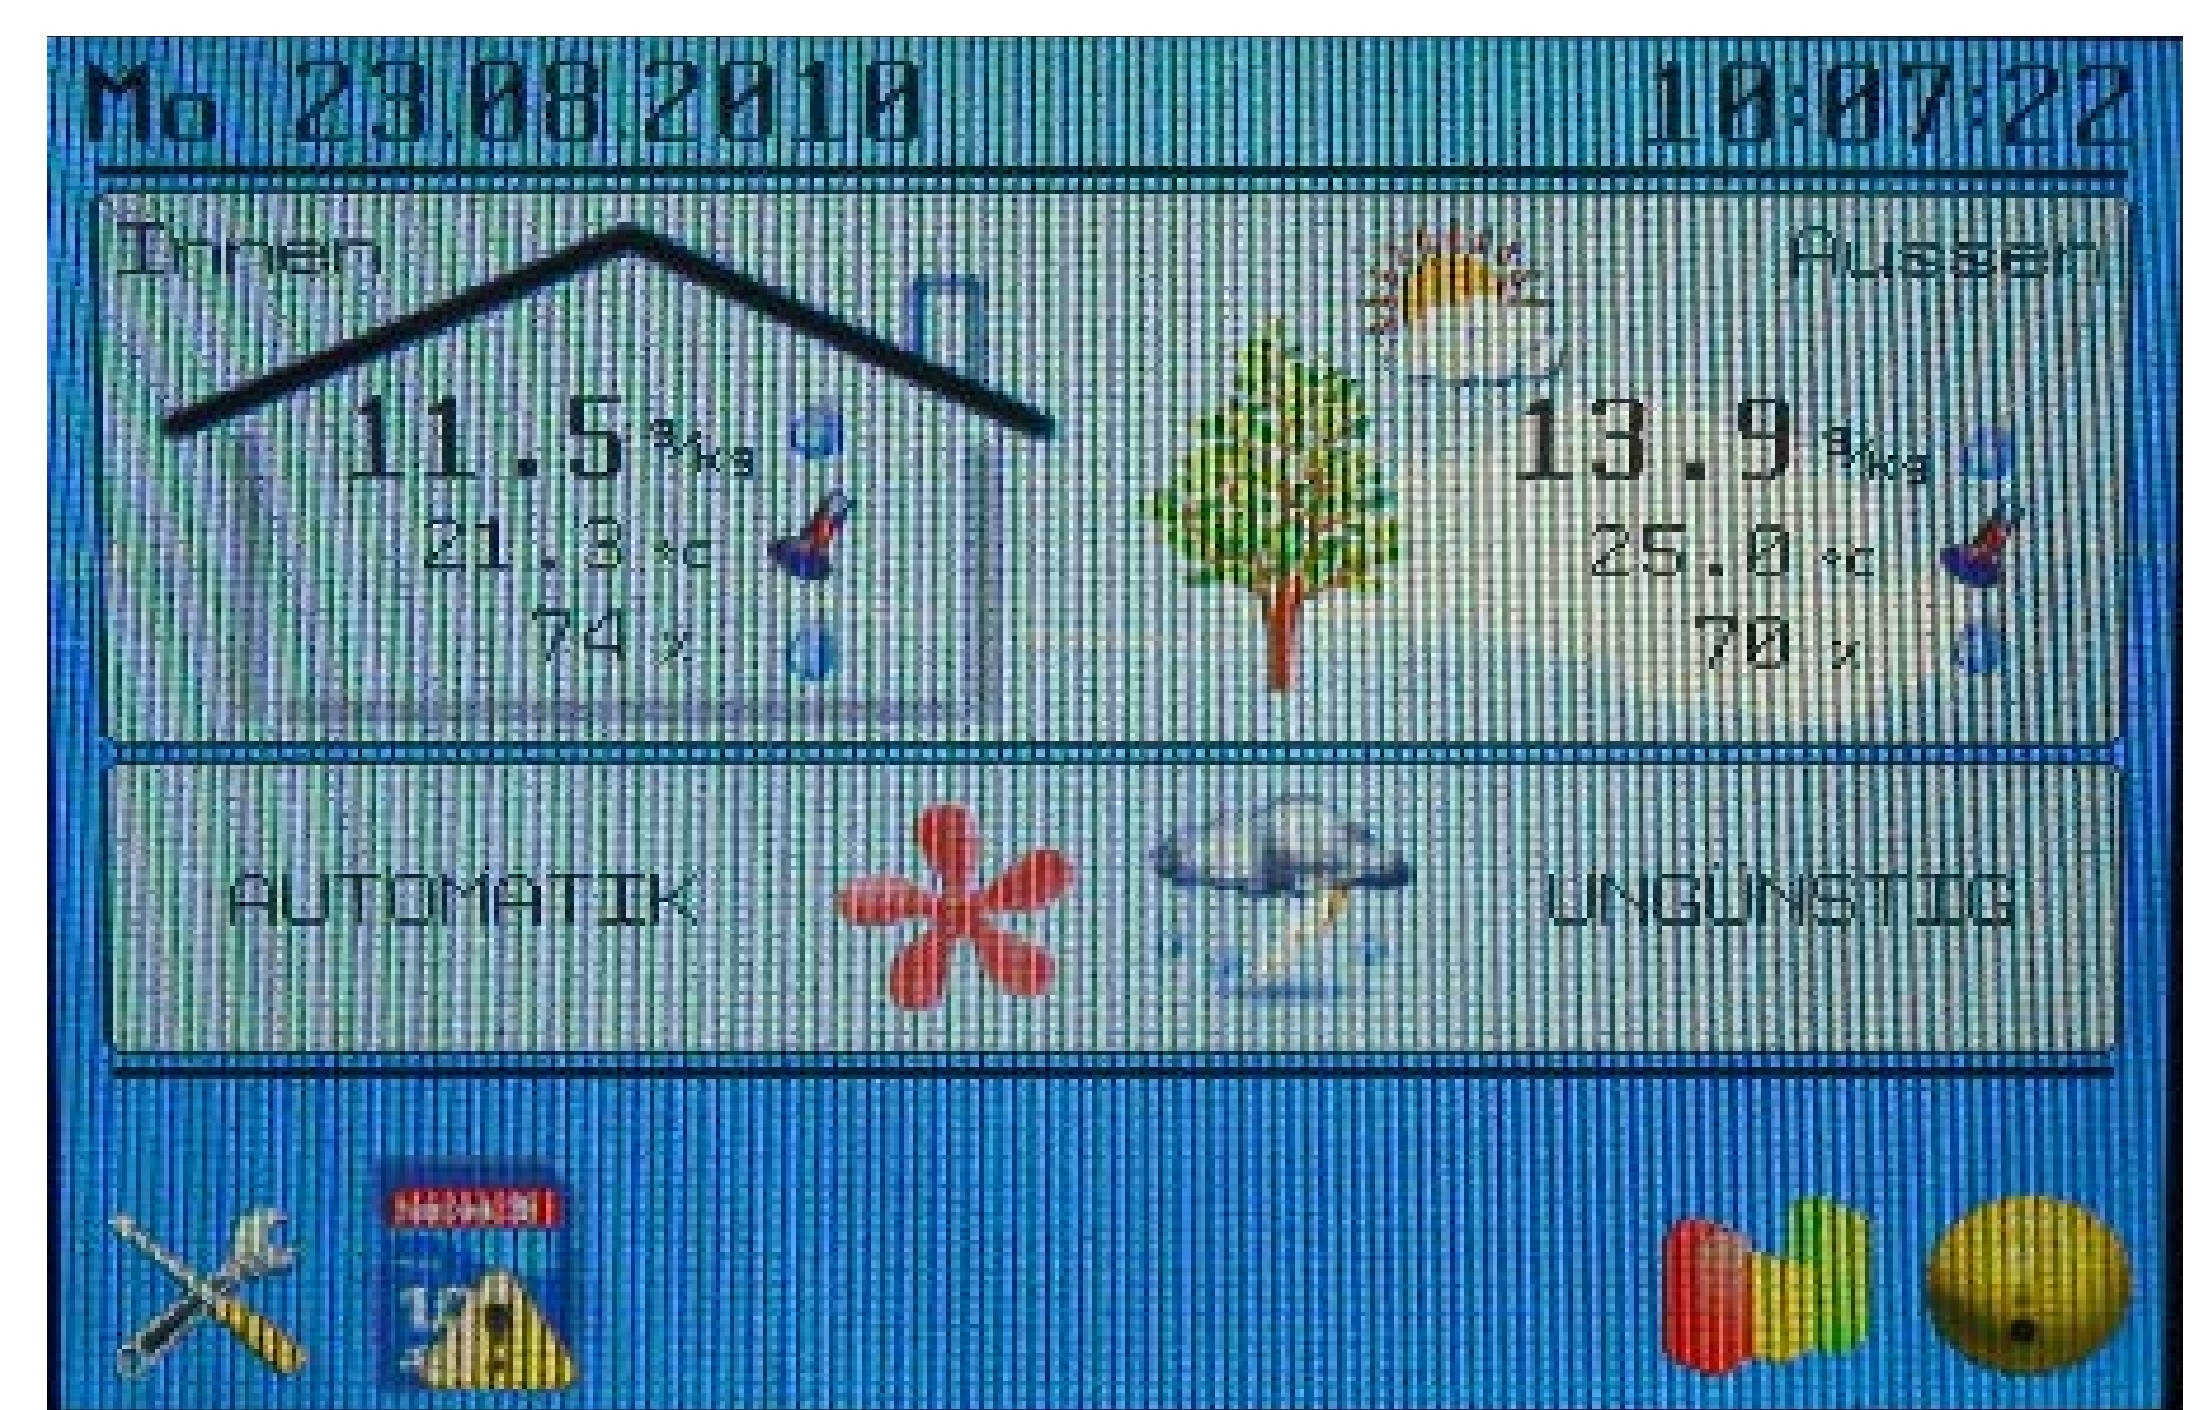 Mo 23.08.2010 10:07:22
Innen Aussen
11.5 g/kg 13.9 g/kg
21.3 °C 25.0 °C
74 % 70 %
AUTOMATIK UNGÜNSTIG